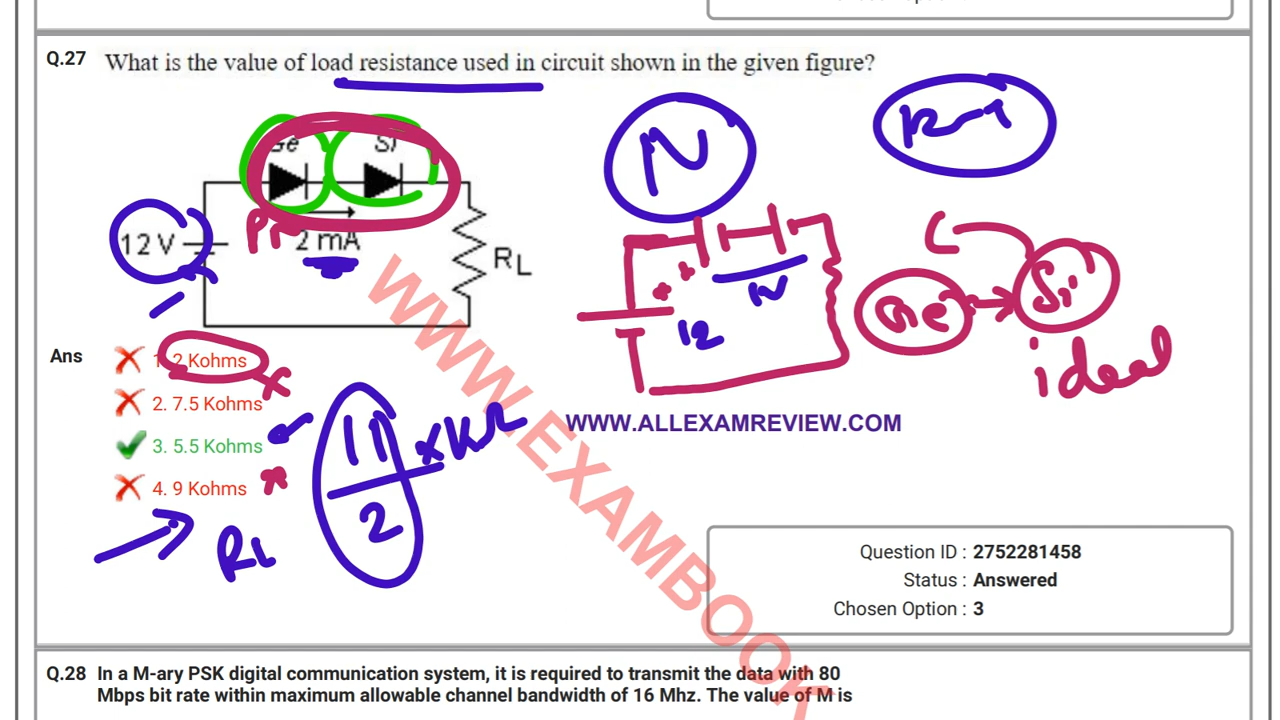 Q.27 What is the value of load resistance used in circuit shown in the given figure?
Ge Si
12V
2 mA
RL
N
12
Ge Si
ideal
Ans
1. 2 Kohms
2. 7.5 Kohms
3. 5.5 Kohms
4. 9 Kohms
11
2
RL
WWW.ALLEXAMREVIEW.COM
WWW.EXAMBOOK
Question ID : 2752281458
Status : Answered
Chosen Option : 3
Q.28 In a M-ary PSK digital communication system, it is required to transmit the data with 80
Mbps bit rate within maximum allowable channel bandwidth of 16 Mhz. The value of M is